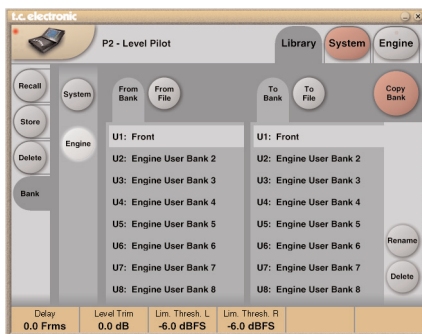 t.c. electronic
P2 - Level Pilot
Library
System
Engine
Recall
Store
Delete
Bank
System
Engine
From Bank
From File
To Bank
To File
Copy Bank
U1: Front
U2: Engine User Bank 2
U3: Engine User Bank 3
U4: Engine User Bank 4
U5: Engine User Bank 5
U6: Engine User Bank 6
U7: Engine User Bank 7
U8: Engine User Bank 8
U1: Front
U2: Engine User Bank 2
U3: Engine User Bank 3
U4: Engine User Bank 4
U5: Engine User Bank 5
U6: Engine User Bank 6
U7: Engine User Bank 7
U8: Engine User Bank 8
Rename
Delete
Delay
0.0 Frms
Level Trim
0.0 dB
Lim. Thresh. L
-6.0 dBFS
Lim. Thresh. R
-6.0 dBFS